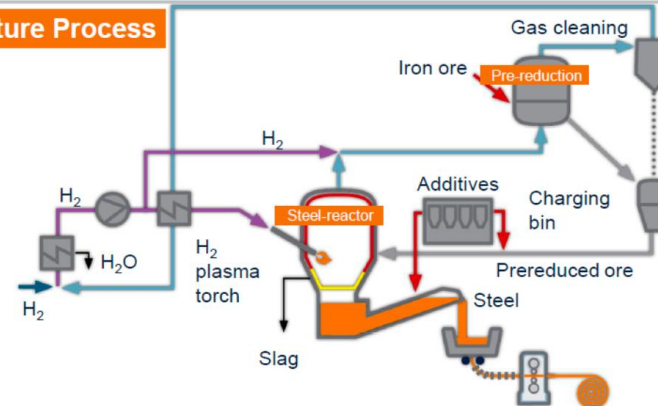 ture Process
Gas cleaning
Iron ore
Pre-reduction
H₂
Additives
Charging
bin
H₂
Steel-reactor
H₂O
H₂
plasma
torch
Prereduced ore
H₂
Steel
Slag